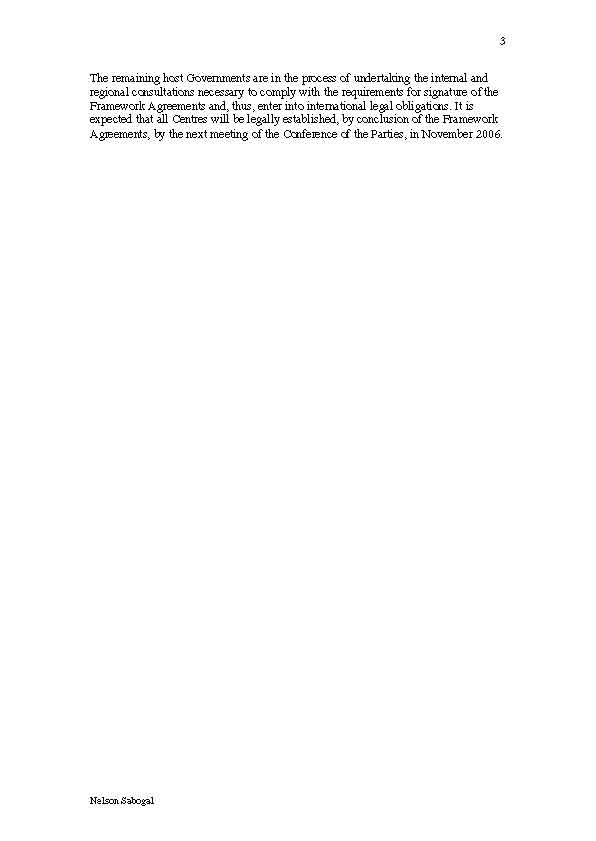 3
The remaining host Governments are in the process of undertaking the internal and
regional consultations necessary to comply with the requirements for signature of the
Framework Agreements and, thus, enter into international legal obligations. It is
expected that all Centres will be legally established, by conclusion of the Framework
Agreements, by the next meeting of the Conference of the Parties, in November 2006.
Nelson Sabogal